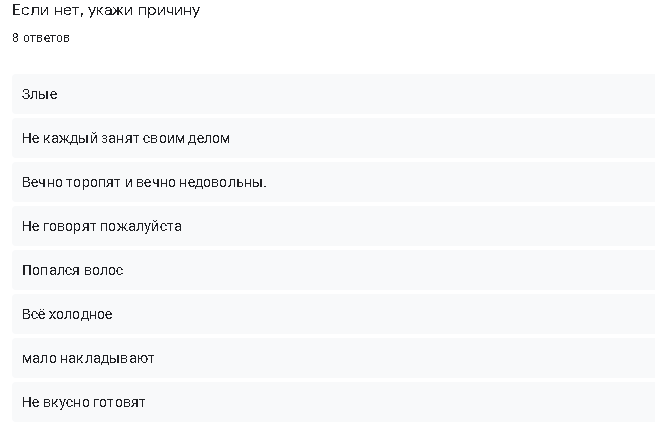 Если нет, укажи причину
8 ответов
Злые
Не каждый занят своим делом
Вечно торопят и вечно недовольны.
Не говорят пожалуйста
Попался волос
Всё холодное
мало накладывают
Не вкусно готовят